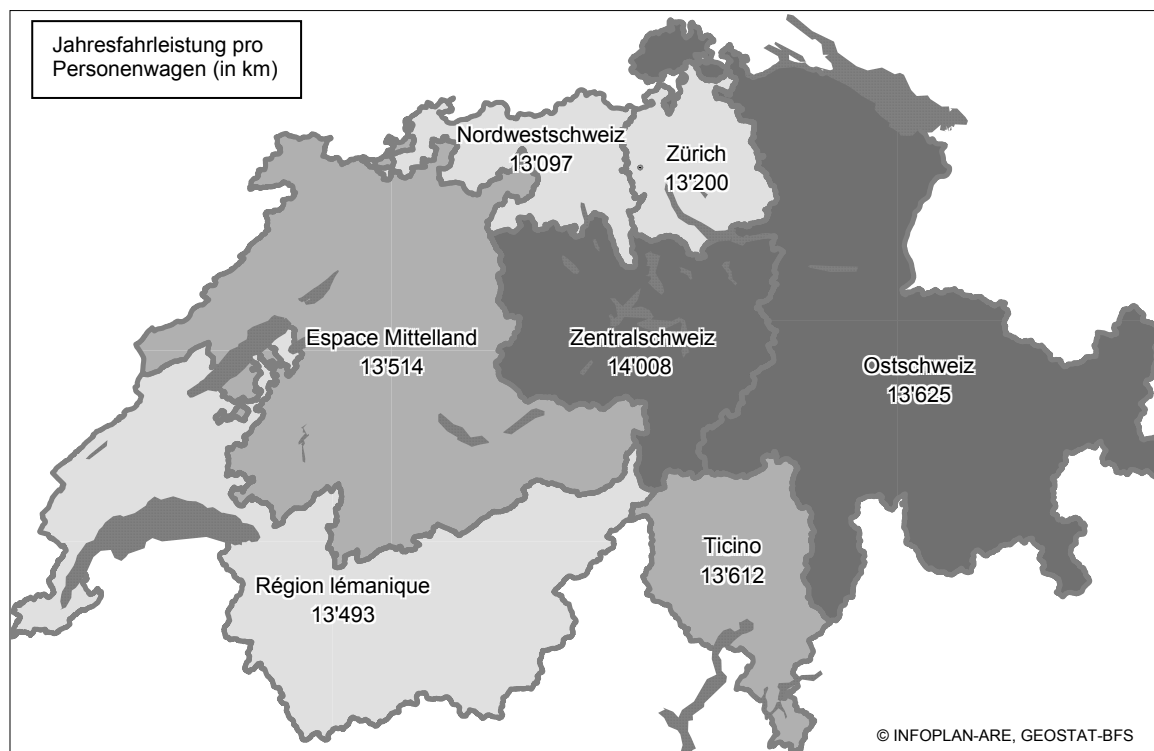 Jahresfahrleistung pro
Personenwagen (in km)
Nordwestschweiz
13'097
Zürich
13'200
Espace Mittelland
13'514
Zentralschweiz
14'008
Ostschweiz
13'625
Ticino
13'612
Région lémanique
13'493
© INFOPLAN-ARE, GEOSTAT-BFS